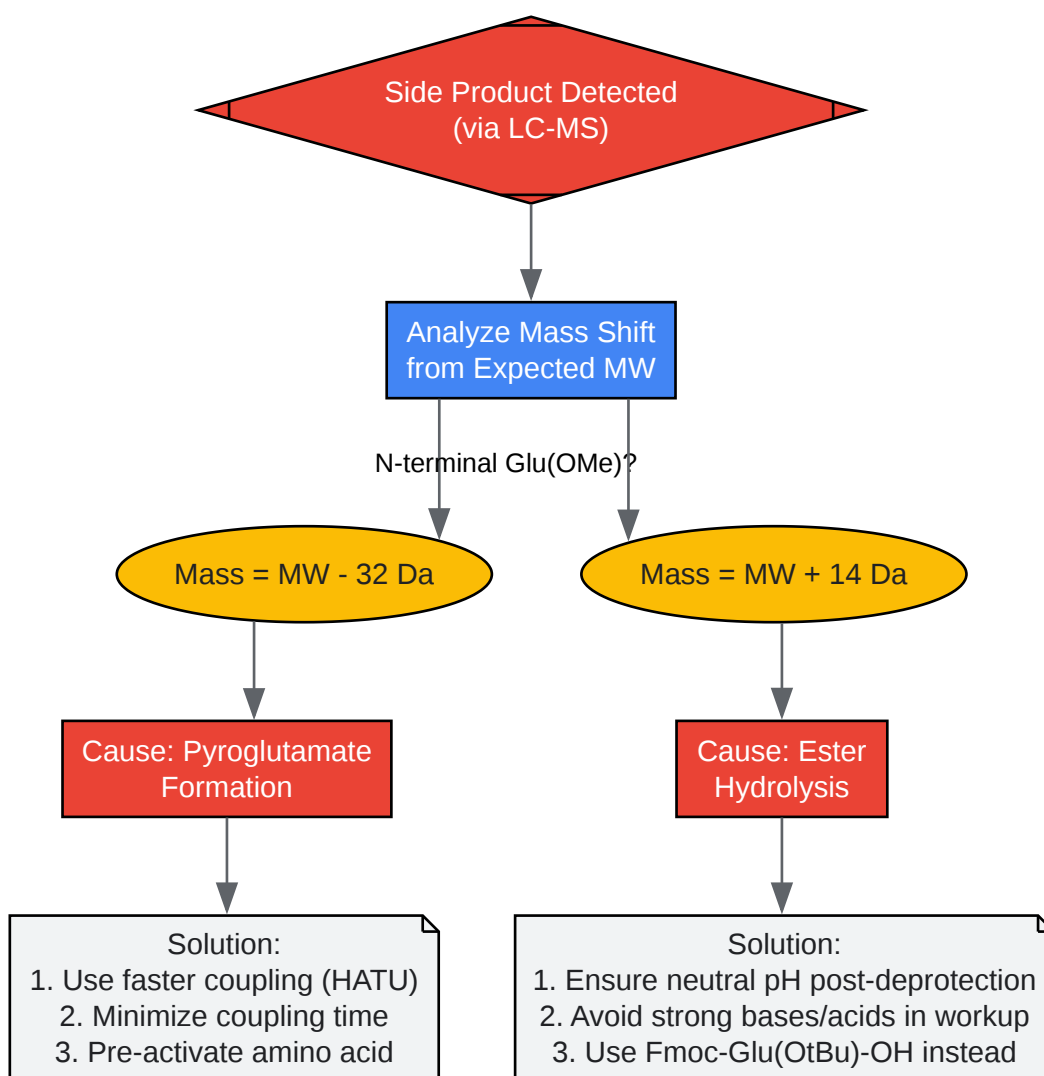 Side Product Detected
(via LC-MS)
Analyze Mass Shift
from Expected MW
N-terminal Glu(OMe)?
Mass = MW - 32 Da
Mass = MW + 14 Da
Cause: Pyroglutamate
Formation
Cause: Ester
Hydrolysis
Solution:
1. Use faster coupling (HATU)
2. Minimize coupling time
3. Pre-activate amino acid
Solution:
1. Ensure neutral pH post-deprotection
2. Avoid strong bases/acids in workup
3. Use Fmoc-Glu(OtBu)-OH instead